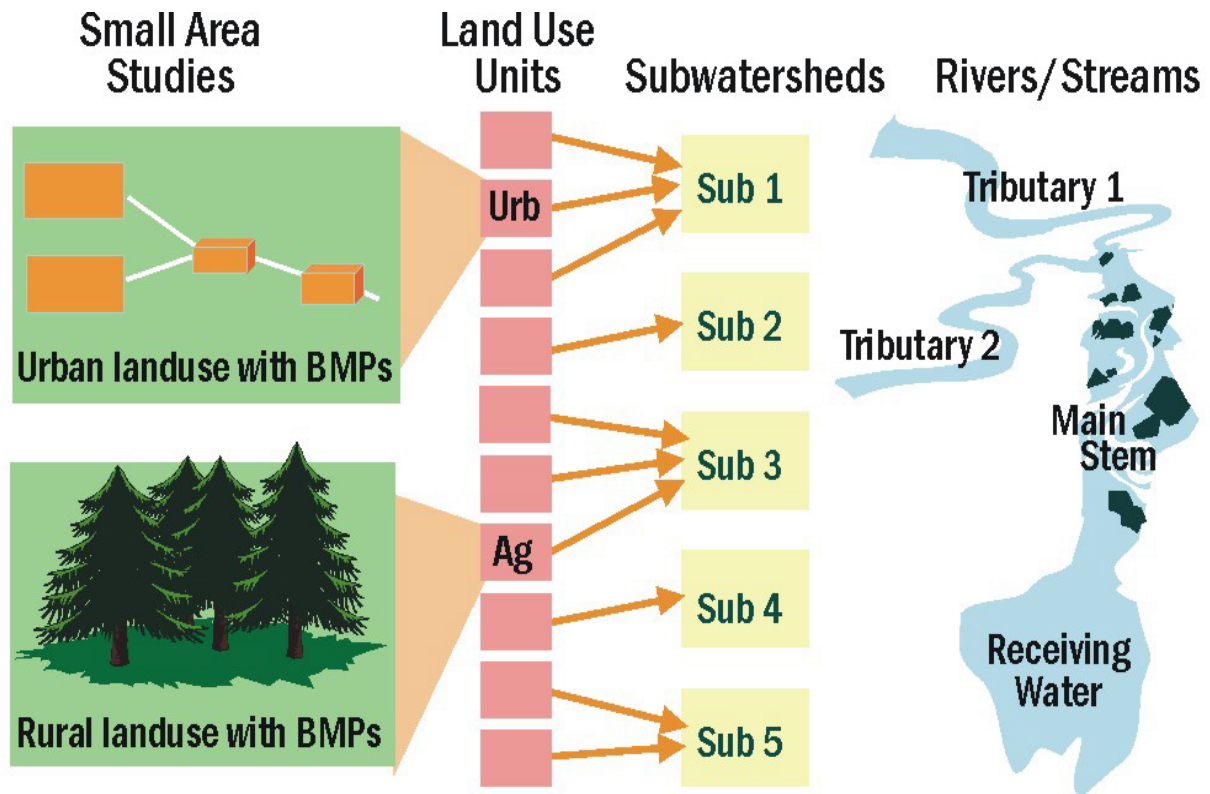 Small Area
Studies
Land Use
Units
Subwatersheds
Rivers/Streams
Urban landuse with BMPs
Rural landuse with BMPs
Urb
Ag
Sub 1
Sub 2
Sub 3
Sub 4
Sub 5
Tributary 1
Tributary 2
Main
Stem
Receiving
Water